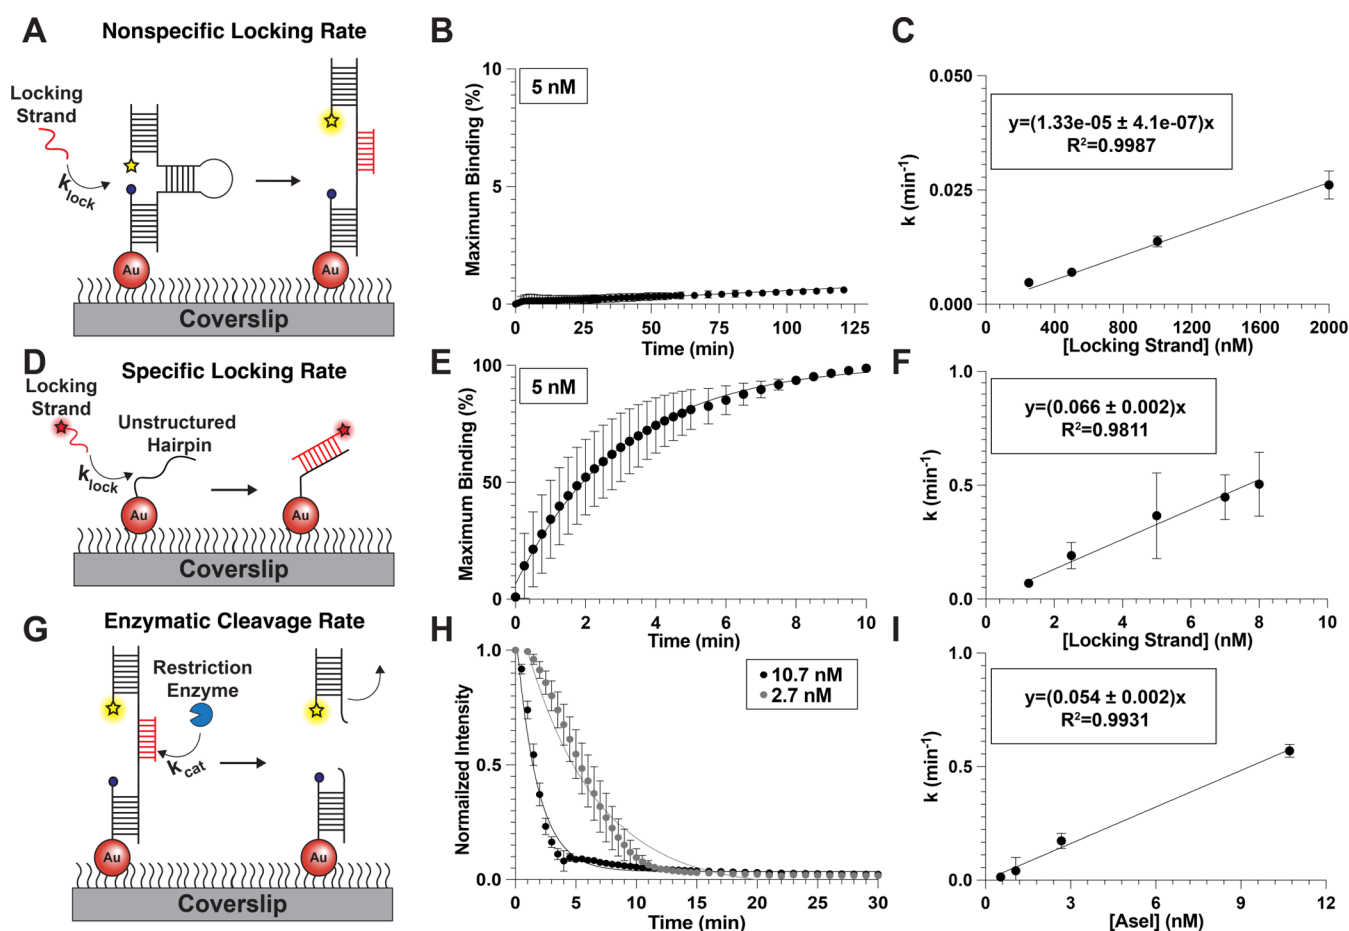 A
Nonspecific Locking Rate
Locking
Strand
klock
Au
Au
Coverslip
B
5 nM
Maximum Binding (%)
10
5
0
0 25 50 75 100 125
Time (min)
C
y=(1.33e-05 ± 4.1e-07)x
R²=0.9987
k (min⁻¹)
0.050
0.025
0.000
0 400 800 1200 1600 2000
[Locking Strand] (nM)
D
Specific Locking Rate
Locking
Strand
Unstructured
Hairpin
klock
Au
Au
Coverslip
E
5 nM
Maximum Binding (%)
100
50
0
0 2 4 6 8 10
Time (min)
F
y=(0.066 ± 0.002)x
R²=0.9811
k (min⁻¹)
1.0
0.5
0.0
0 2 4 6 8 10
[Locking Strand] (nM)
G
Enzymatic Cleavage Rate
Restriction
Enzyme
kcat
Au
Au
Coverslip
H
10.7 nM
2.7 nM
Normailzed Intensity
1.0
0.5
0.0
0 5 10 15 20 25 30
Time (min)
I
y=(0.054 ± 0.002)x
R²=0.9931
k (min⁻¹)
1.0
0.5
0.0
0 3 6 9 12
[AseI] (nM)